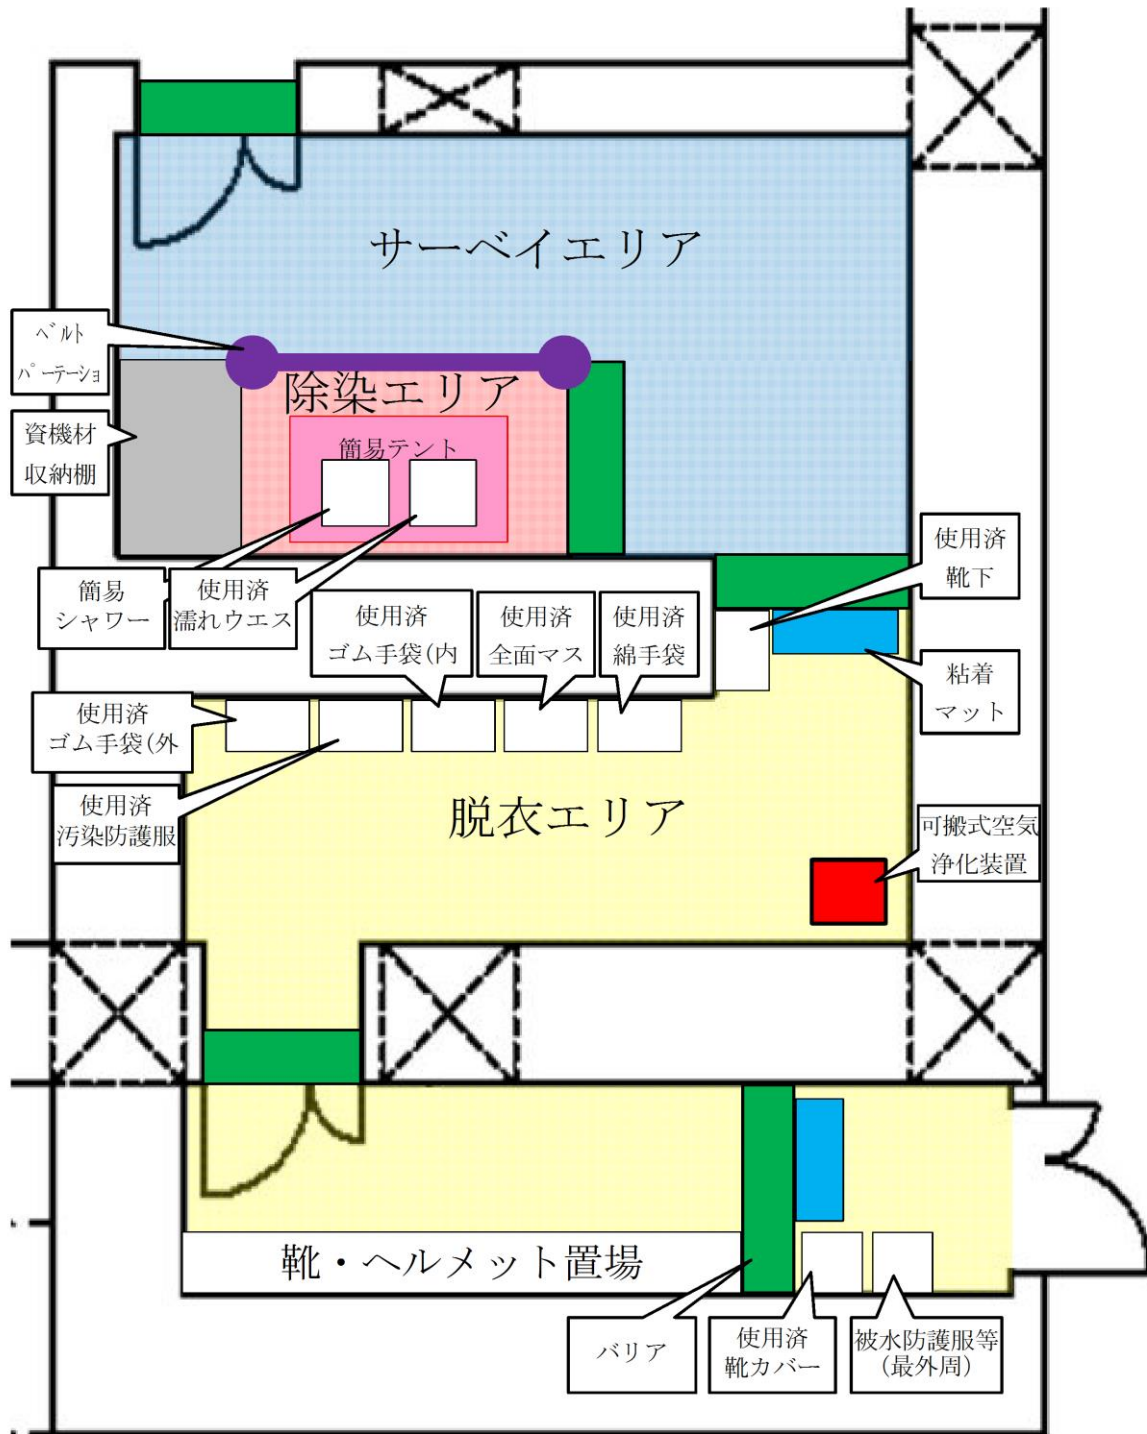 サーベイエリア
ベルト
パーテーショ
除染エリア
資機材
収納棚
簡易テント
使用済
靴下
簡易
シャワー
使用済
濡れウエス
使用済
ゴム手袋(内
使用済
全面マス
使用済
綿手袋
粘着
マット
使用済
ゴム手袋(外
使用済
汚染防護服
脱衣エリア
可搬式空気
浄化装置
靴・ヘルメット置場
バリア
使用済
靴カバー
被水防護服等
(最外周)